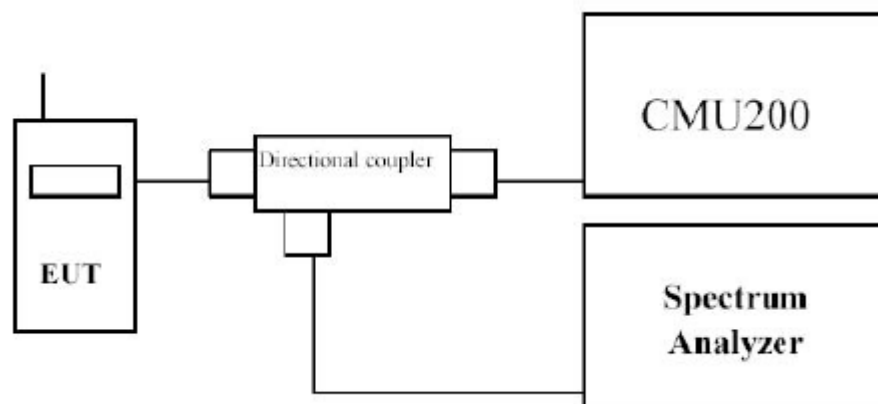 CMU200
Directional coupler
EUT
Spectrum
Analyzer